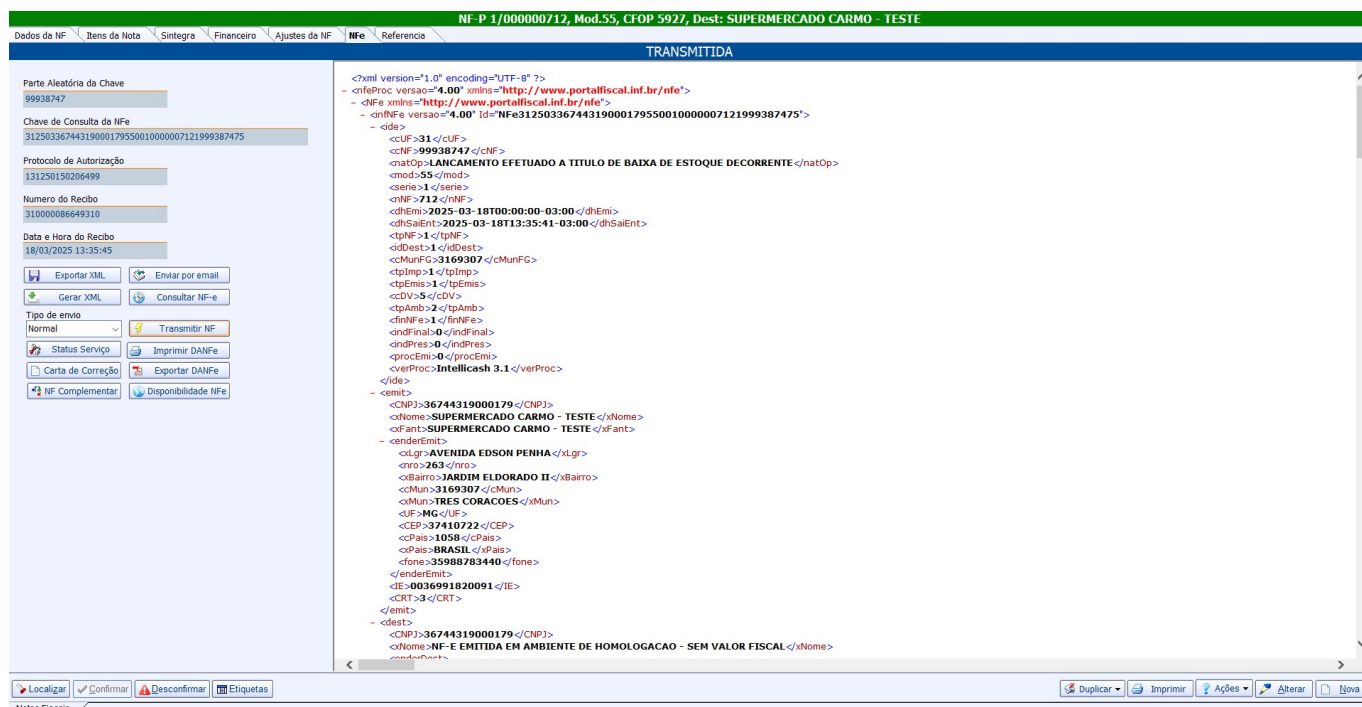 NF-P 1/000000712, Mod.55, CFOP 5927, Dest: SUPERMERCADO CARMO - TESTE
Dados da NF Itens da Nota Sintegra Financeiro Ajustes da NF NFe Referencia
TRANSMITIDA
Parte Aleatória da Chave
99938747
Chave de Consulta da NFe
31250336744319000179550010000007121999387475
Protocolo de Autorização
131250150206499
Numero do Recibo
310000086649310
Data e Hora do Recibo
18/03/2025 13:35:45
Exportar XML Enviar por email
Gerar XML Consultar NF-e
Tipo de envio
Normal Transmitir NF
Status Serviço Imprimir DANFe
Carta de Correção Exportar DANFe
NF Complementar Disponibilidade NFe
<?xml version="1.0" encoding="UTF-8" ?>
- <nfeProc versao="4.00" xmlns="http://www.portalfiscal.inf.br/nfe">
- <NFe xmlns="http://www.portalfiscal.inf.br/nfe">
- <infNFe versao="4.00" Id="NFe31250336744319000179550010000007121999387475">
- <ide>
<cUF>31</cUF>
<cNF>99938747</cNF>
<natOp>LANCAMENTO EFETUADO A TITULO DE BAIXA DE ESTOQUE DECORRENTE</natOp>
<mod>55</mod>
<serie>1</serie>
<nNF>712</nNF>
<dhEmi>2025-03-18T00:00:00-03:00</dhEmi>
<dhSaiEnt>2025-03-18T13:35:41-03:00</dhSaiEnt>
<tpNF>1</tpNF>
<idDest>1</idDest>
<cMunFG>3169307</cMunFG>
<tpImp>1</tpImp>
<tpEmis>1</tpEmis>
<cDV>5</cDV>
<tpAmb>2</tpAmb>
<finNFe>1</finNFe>
<indFinal>0</indFinal>
<indPres>0</indPres>
<procEmi>0</procEmi>
<verProc>Intellicash 3.1</verProc>
</ide>
- <emit>
<CNPJ>36744319000179</CNPJ>
<xNome>SUPERMERCADO CARMO - TESTE</xNome>
<xFant>SUPERMERCADO CARMO - TESTE</xFant>
- <enderEmit>
<xLgr>AVENIDA EDSON PENHA</xLgr>
<nro>263</nro>
<xBairro>JARDIM ELDORADO II</xBairro>
<cMun>3169307</cMun>
<xMun>TRES CORACOES</xMun>
<UF>MG</UF>
<CEP>37410722</CEP>
<cPais>1058</cPais>
<xPais>BRASIL</xPais>
<fone>35988783440</fone>
</enderEmit>
<IE>0036991820091</IE>
<CRT>3</CRT>
</emit>
- <dest>
<CNPJ>36744319000179</CNPJ>
<xNome>NF-E EMITIDA EM AMBIENTE DE HOMOLOGACAO - SEM VALOR FISCAL</xNome>
Localizar Confirmar Desconfirmar Etiquetas Duplicar Imprimir Ações Alterar Nova